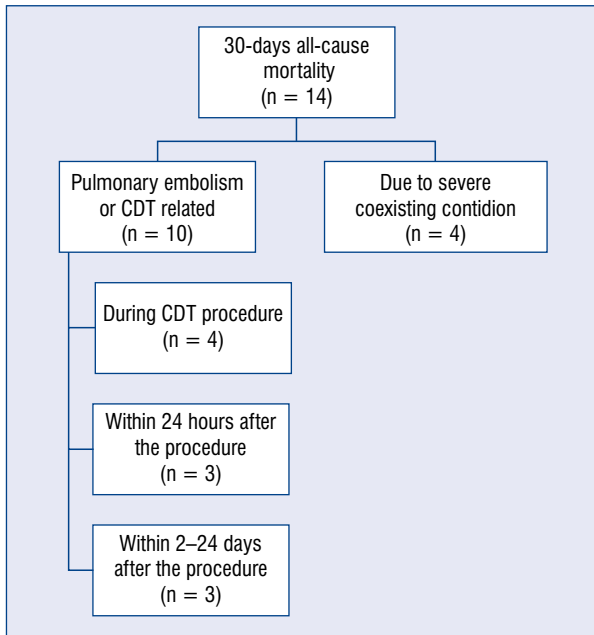 30-days all-cause
mortality
(n = 14)
Pulmonary embolism
or CDT related
(n = 10)
Due to severe
coexisting contidion
(n = 4)
During CDT procedure
(n = 4)
Within 24 hours after
the procedure
(n = 3)
Within 2–24 days
after the procedure
(n = 3)